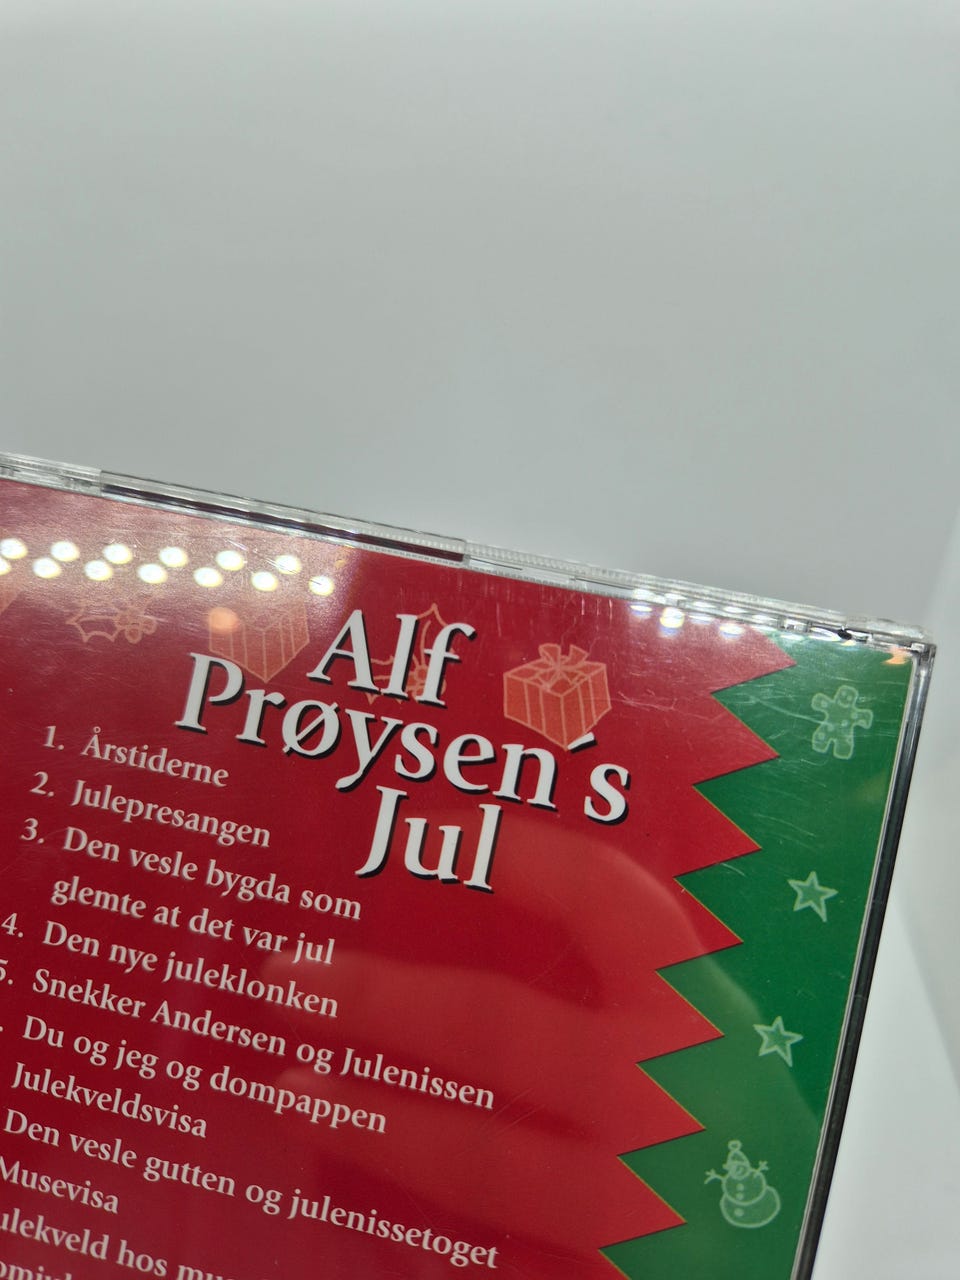 Alf
Prøysen´s
Jul
1. Årstiderne
2. Julepresangen
3. Den vesle bygda som
glemte at det var jul
4. Den nye juleklonken
5. Snekker Andersen og Julenissen
Du og jeg og dompappen
Julekveldsvisa
Den vesle gutten og julenissetoget
Musevisa
hos